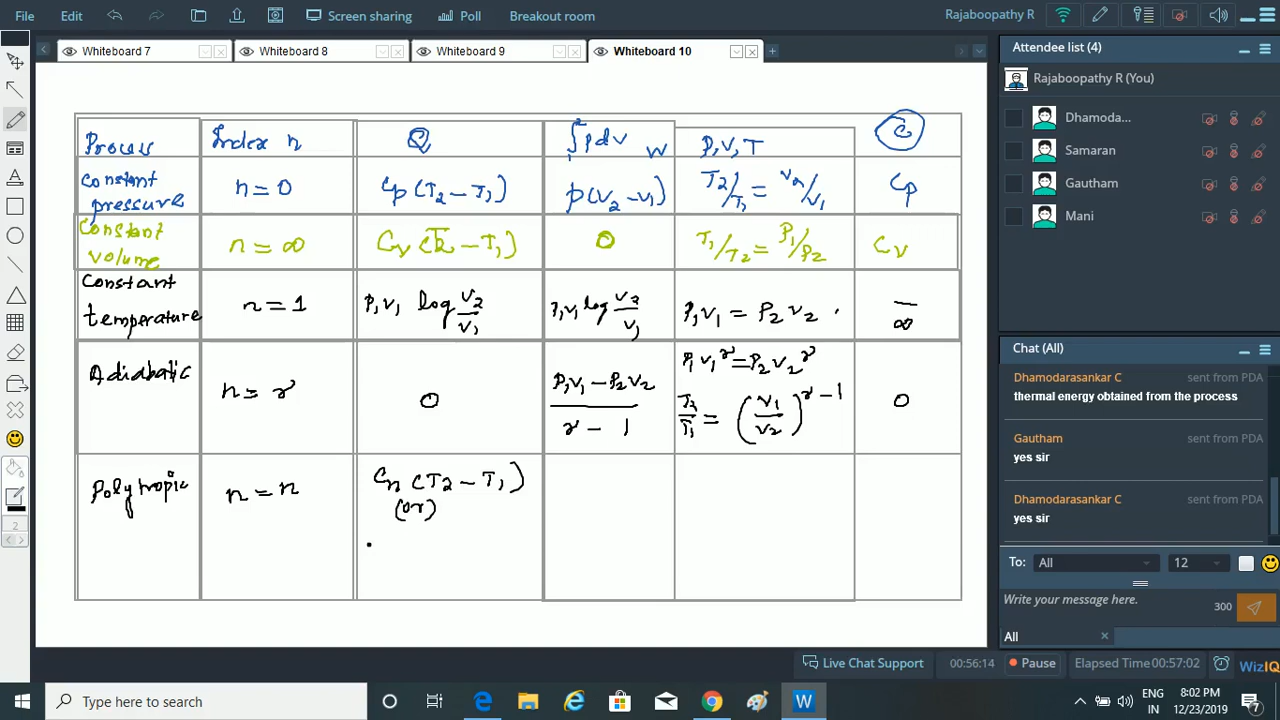 File Edit View Screen sharing Poll Breakout room Rajaboopathy R
Whiteboard 7 Whiteboard 8 Whiteboard 9 Whiteboard 10
Process Index n Q ∫pdv W P,V,T C
Constant pressure n = 0 Cp (T2 – T1) p(V2 – V1) T2/T1 = V2/V1 Cp
Constant volume n = ∞ Cv (T2 – T1) 0 T1/T2 = P1/P2 Cv
Constant temperature n = 1 P1V1 log V2/V1 P1V1 log V2/V1 P1V1 = P2V2 . ∞
Adiabatic n = γ 0 P1V1 – P2V2 / γ – 1 P1V1^γ = P2V2^γ
T2/T1 = (V1/V2)^γ – 1 0
Polytropic n = n Cn (T2 – T1)
(or)
Attendee list (4)
Rajaboopathy R (You)
Dhamoda...
Samaran
Gautham
Mani
Chat (All)
Dhamodarasankar C sent from PDA
thermal energy obtained from the process
Gautham sent from PDA
yes sir
Dhamodarasankar C sent from PDA
yes sir
To: All 12
Write your message here. 300
All
Live Chat Support 00:56:14 Pause Elapsed Time 00:57:02 WizIQ
Type here to search
ENG 8:02 PM
IN 12/23/2019
2